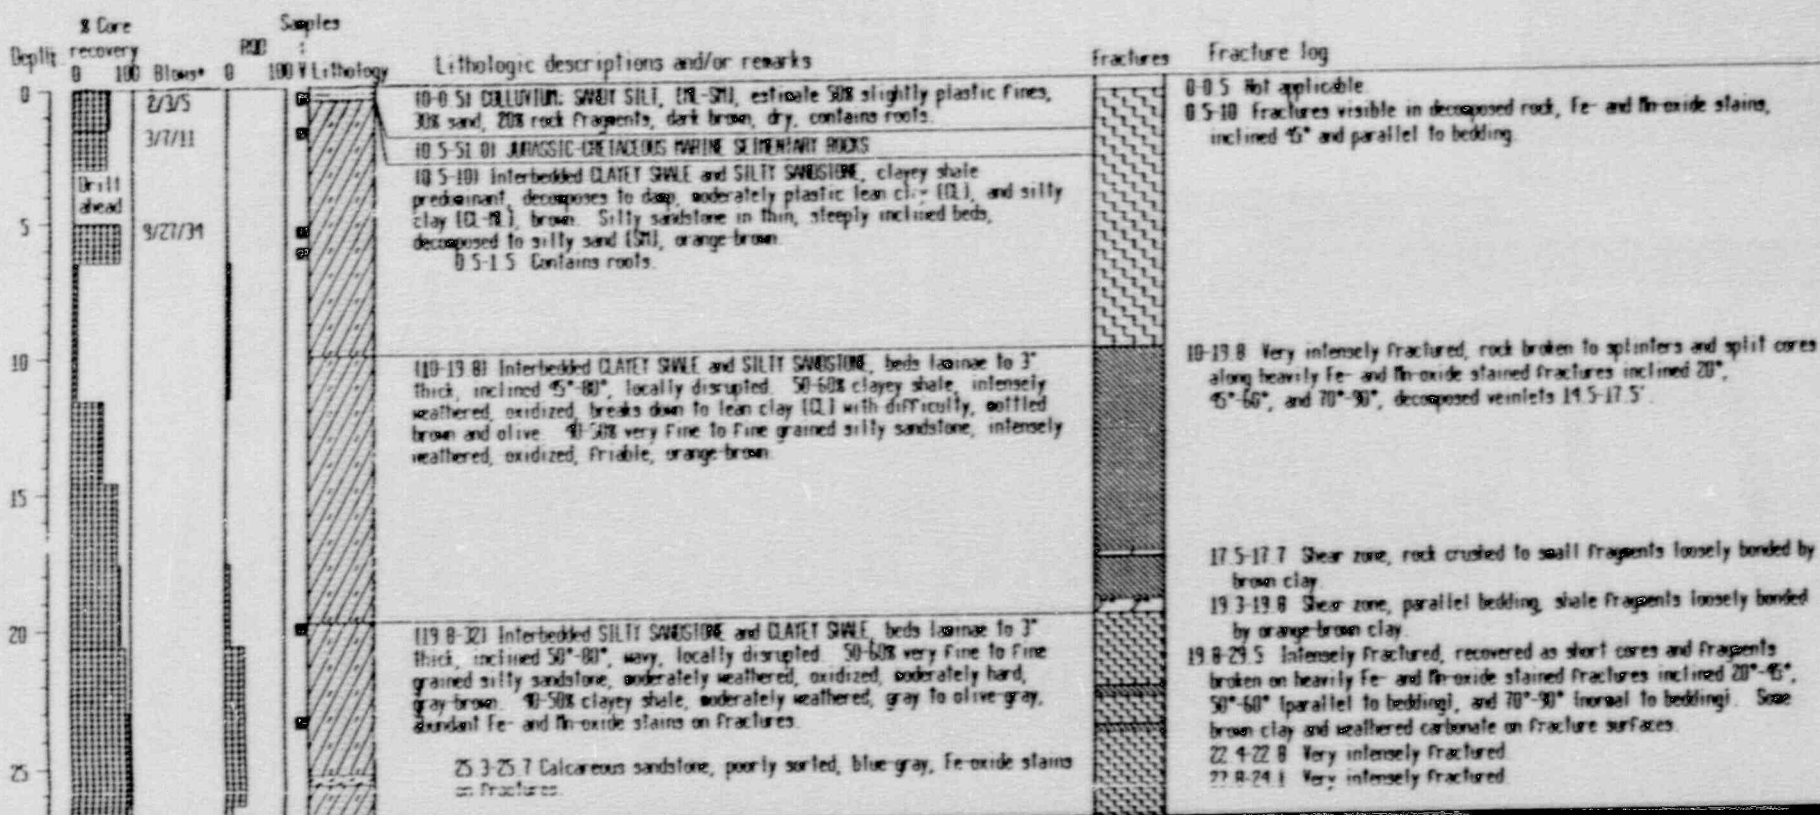 % Core Samples
Depth recovery RQD
0 100 Blows* 0 100 Lithology Lithologic descriptions and/or remarks Fractures Fracture log
0
5
10
15
20
25
2/3/5
3/7/11
Drill
ahead
9/27/34
(0-0.5) COLLUVIUM: SANDY SILT, (ML-SM), estimate 50% slightly plastic fines,
30% sand, 20% rock fragments, dark brown, dry, contains roots.
(0.5-51.0) JURASSIC-CRETACEOUS MARINE SEIMENTARY ROCKS
(0.5-10) Interbedded CLAYEY SHALE and SILTY SANDSTONE, clayey shale
predominant, decomposes to damp, moderately plastic lean clay (CL), and silty
clay (CL-ML), brown. Silty sandstone in thin, steeply inclined beds,
decomposed to silty sand (SM), orange-brown.
0.5-1.5 Contains roots.
(10-19.8) Interbedded CLAYEY SHALE and SILTY SANDSTONE, beds laminae to 3"
thick, inclined 45°-80°, locally disrupted. 50-60% clayey shale, intensely
weathered, oxidized, breaks down to lean clay (CL) with difficulty, mottled
brown and olive. 40-50% very fine to fine grained silty sandstone, intensely
weathered, oxidized, friable, orange-brown.
(19.8-32) Interbedded SILTY SANDSTONE and CLAYEY SHALE, beds laminae to 3"
thick, inclined 50°-80°, wavy, locally disrupted. 50-60% very fine to fine
grained silty sandstone, moderately weathered, oxidized, moderately hard,
gray-brown. 40-50% clayey shale, moderately weathered, gray to olive-gray,
abundant Fe- and Mn-oxide stains on fractures.
25.3-25.7 Calcareous sandstone, poorly sorted, blue-gray, Fe-oxide stains
on fractures.
0-0.5 Not applicable.
0.5-10 Fractures visible in decomposed rock, Fe- and Mn-oxide stains,
inclined 45° and parallel to bedding.
10-19.8 Very intensely fractured, rock broken to splinters and split cores
along heavily Fe- and Mn-oxide stained fractures inclined 20°,
45°-60°, and 70°-90°, decomposed veinlets 14.5-17.5'.
17.5-17.7 Shear zone, rock crushed to small fragments loosely bonded by
brown clay.
19.3-19.8 Shear zone, parallel bedding, shale fragments loosely bonded
by orange-brown clay.
19.8-29.5 Intensely fractured, recovered as short cores and fragments
broken on heavily Fe- and Mn-oxide stained fractures inclined 20°-45°,
50°-60° (parallel to bedding), and 70°-90° (normal to bedding). Some
brown clay and weathered carbonate on fracture surfaces.
22.4-22.8 Very intensely fractured.
22.8-24.1 Very intensely fractured.